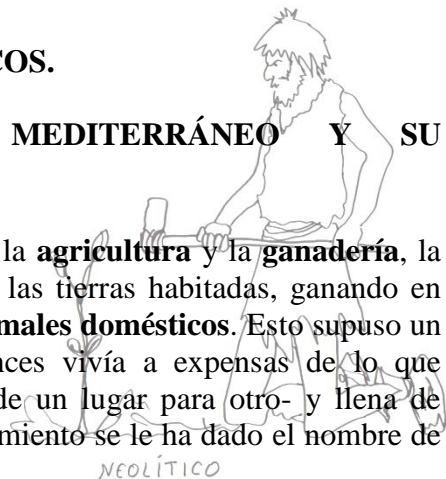 COS.
MEDITERRÁNEO Y SU
la agricultura y la ganadería, la
las tierras habitadas, ganando en
males domésticos. Esto supuso un
nces vivía a expensas de lo que
de un lugar para otro- y llena de
miento se le ha dado el nombre de
NEOLÍTICO